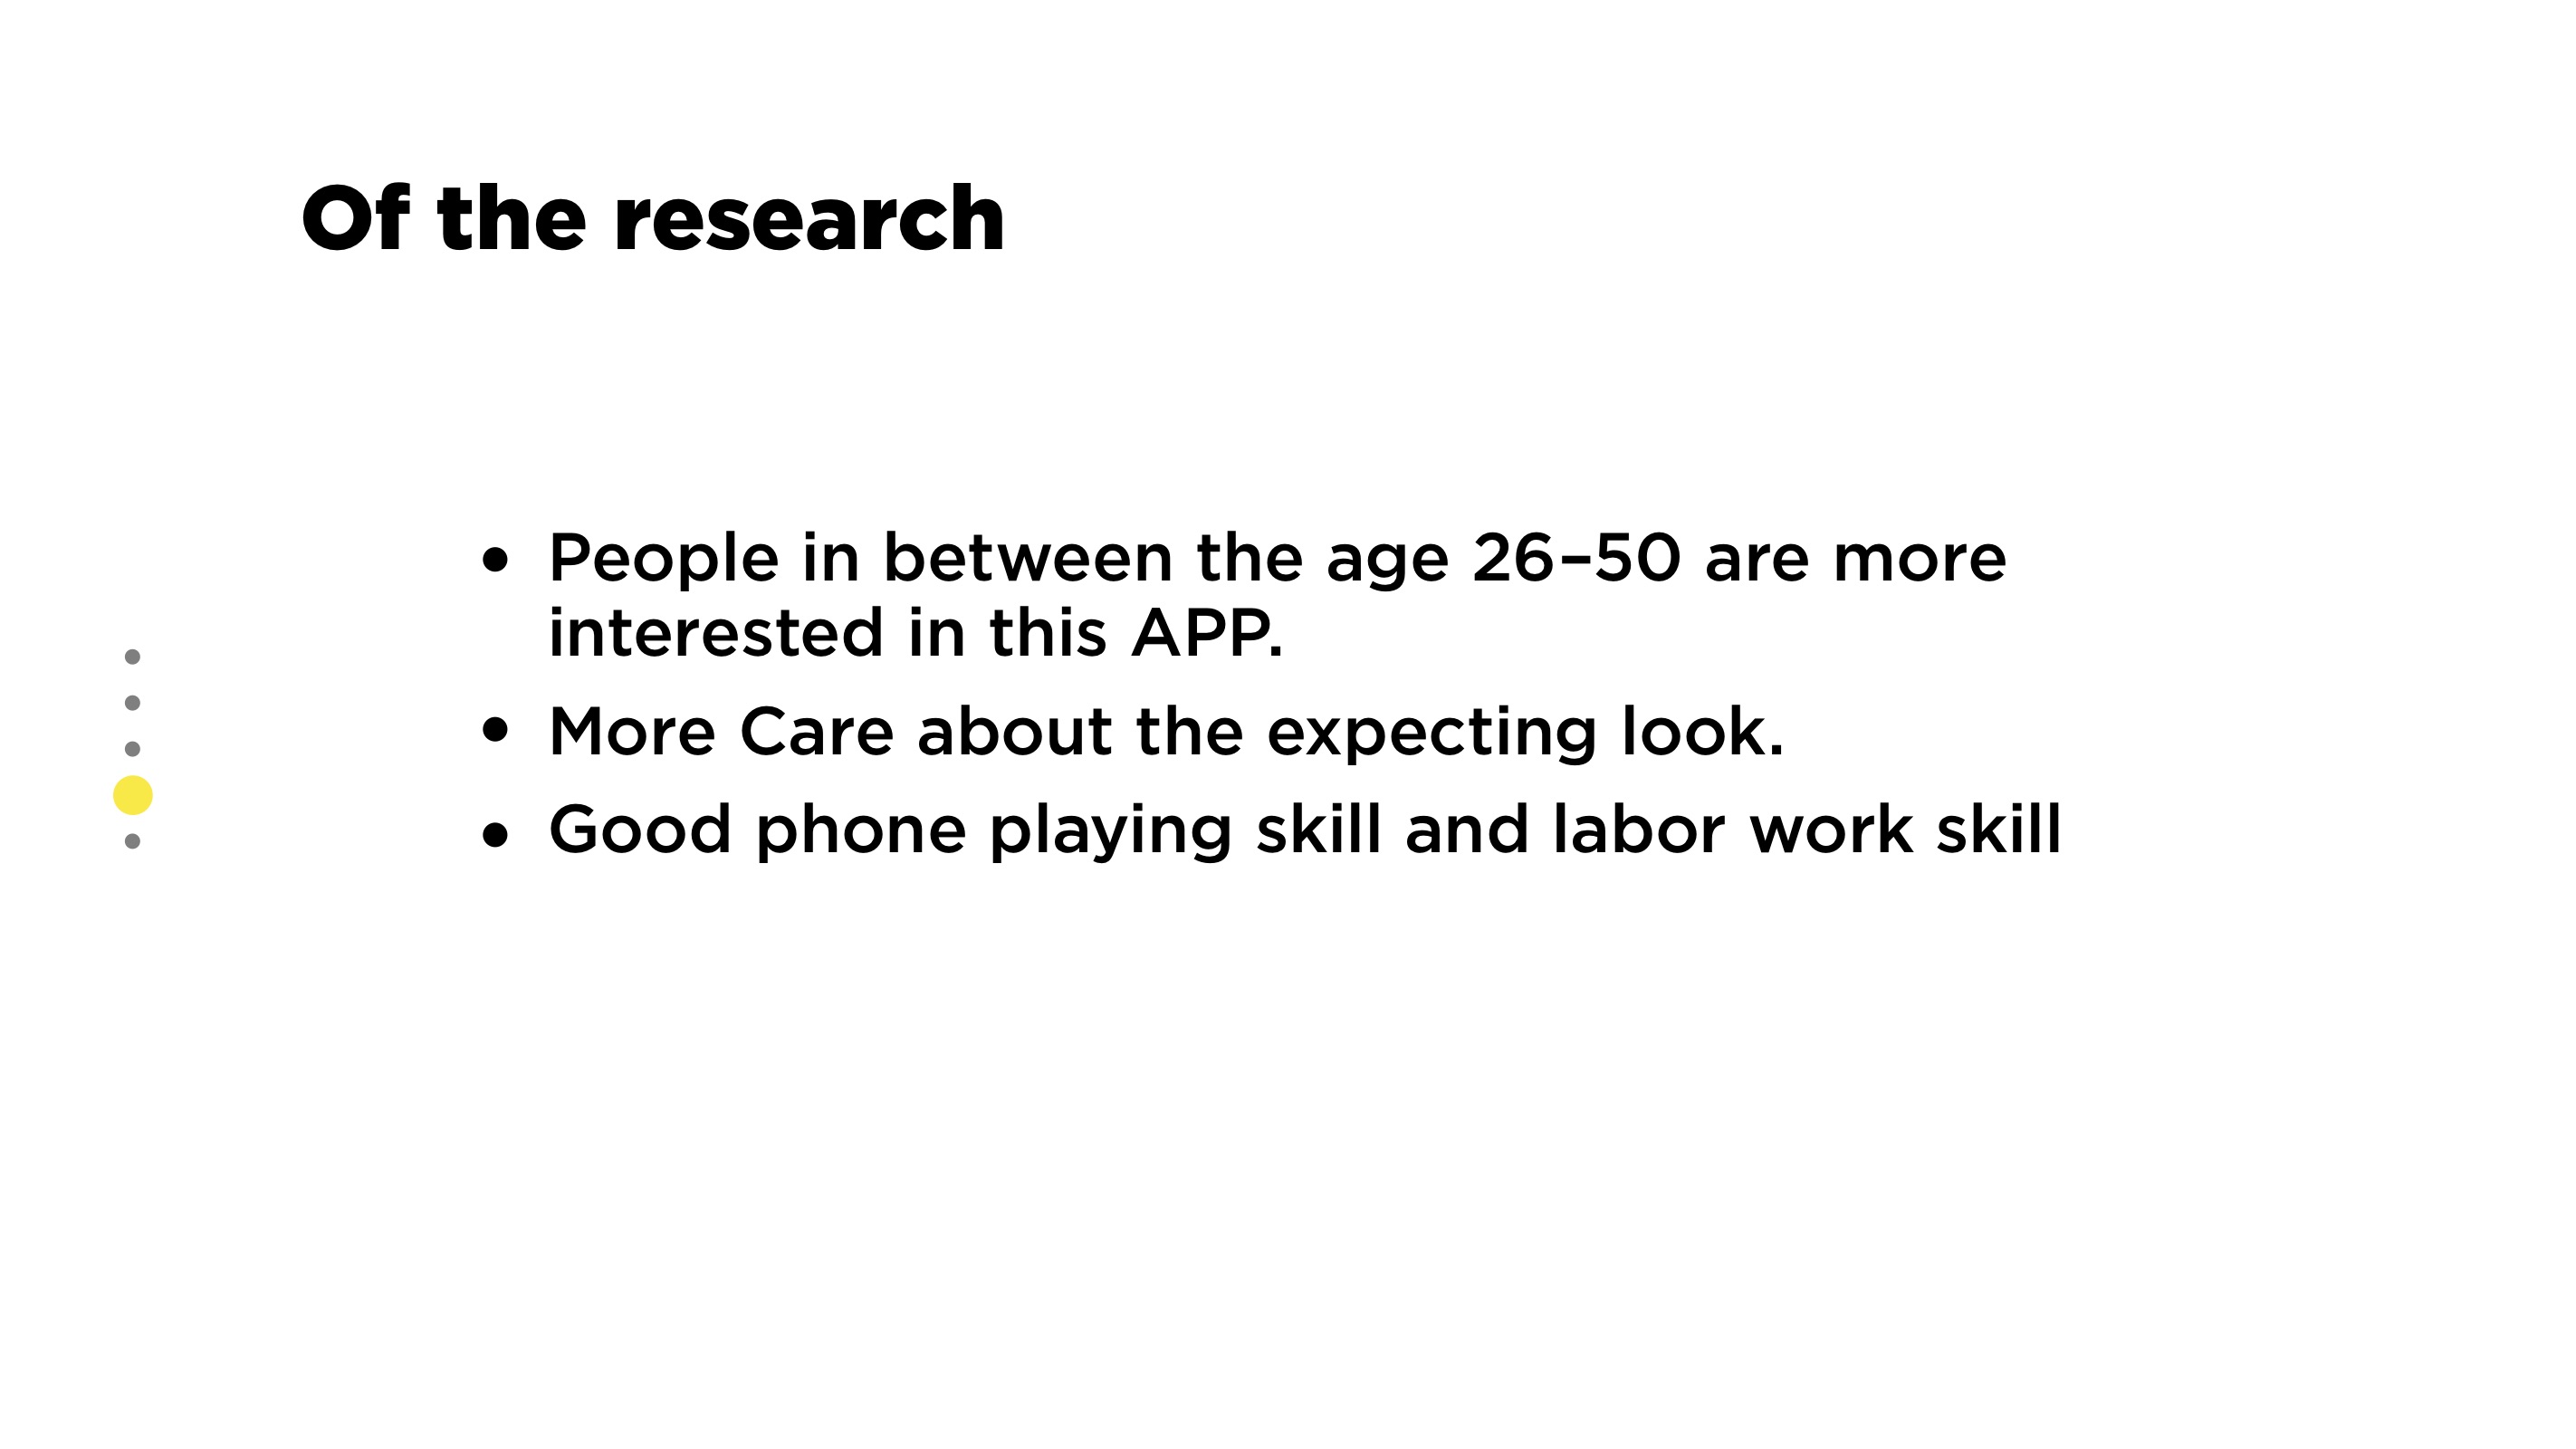 Of the research
• People in between the age 26–50 are more
interested in this APP.
• More Care about the expecting look.
• Good phone playing skill and labor work skill